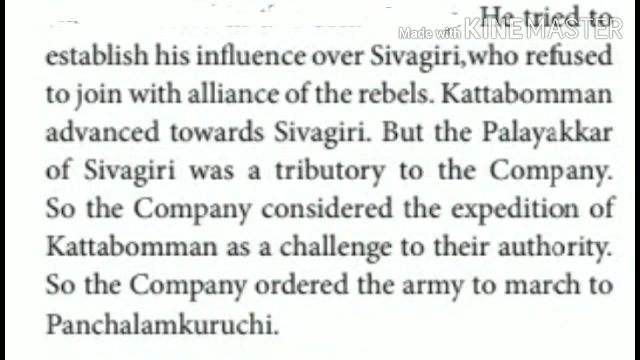 He tried to
Made with KINEMASTER
establish his influence over Sivagiri,who refused
to join with alliance of the rebels. Kattabomman
advanced towards Sivagiri. But the Palayakkar
of Sivagiri was a tributory to the Company.
So the Company considered the expedition of
Kattabomman as a challenge to their authority.
So the Company ordered the army to march to
Panchalamkuruchi.